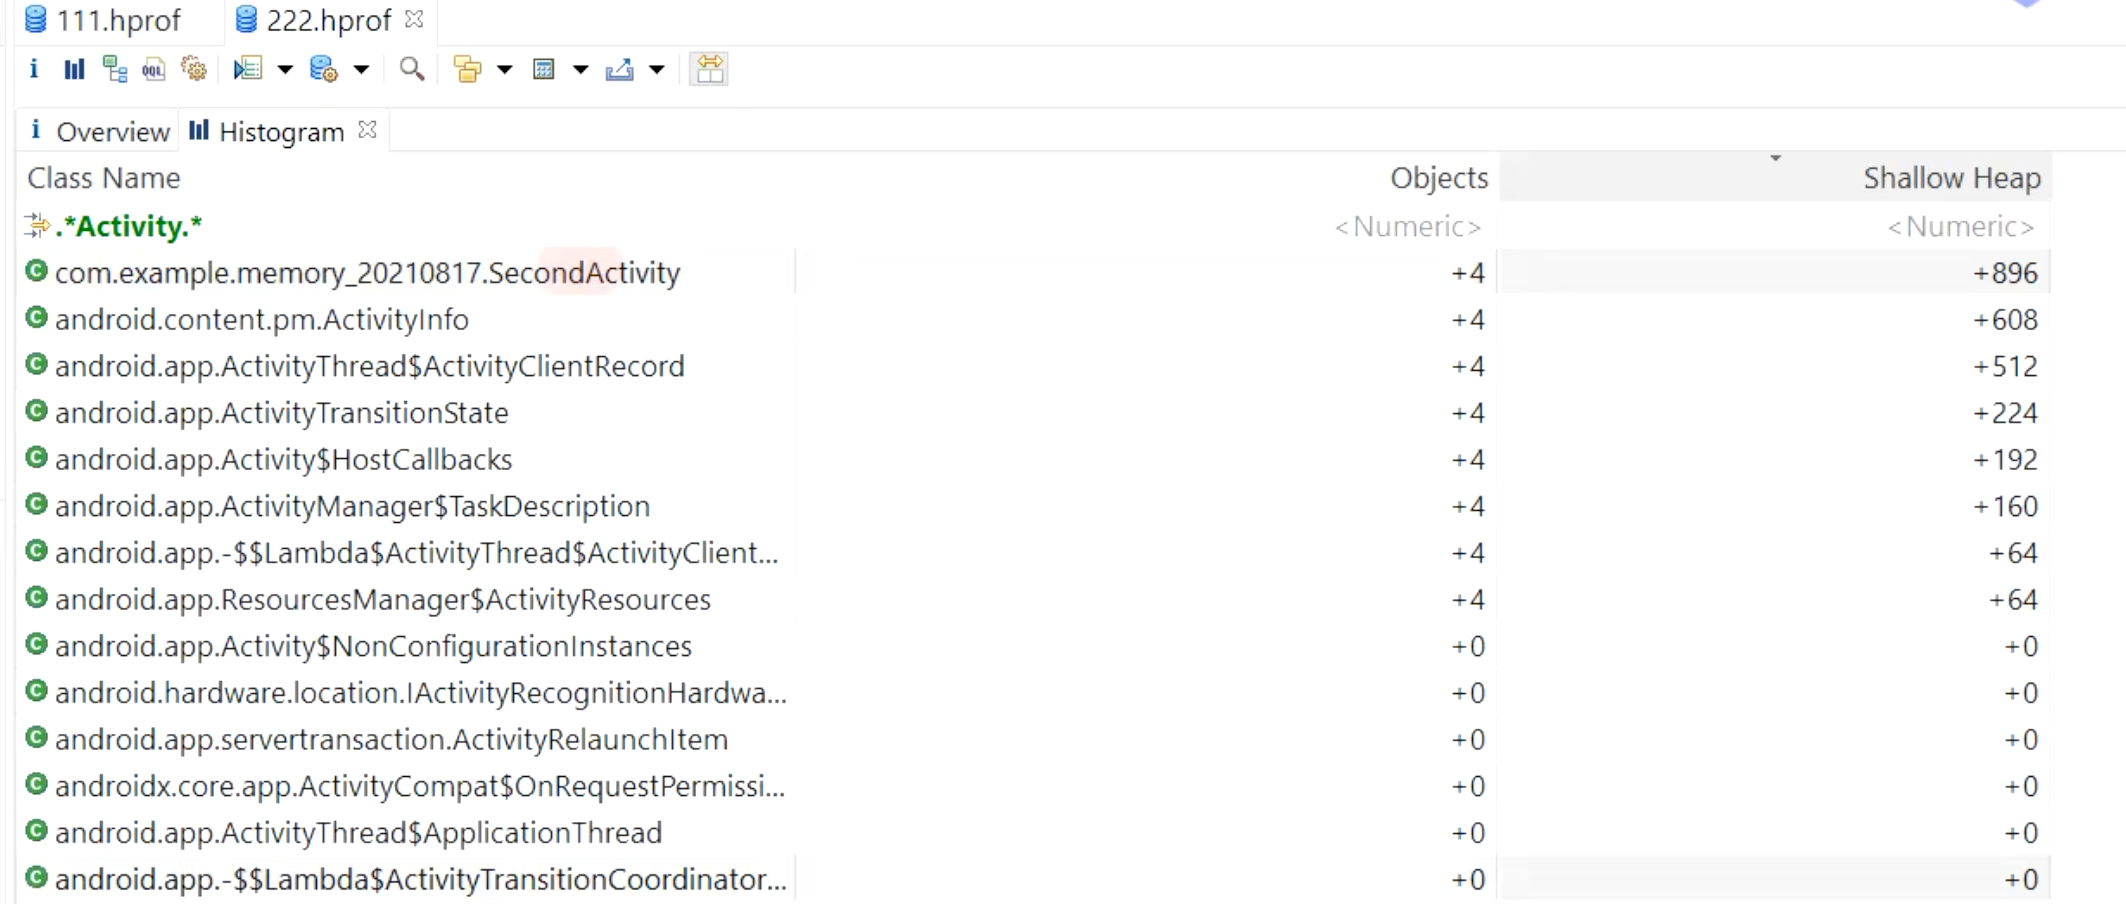 111.hprof 222.hprof
i OQL
i Overview Histogram
Class Name Objects Shallow Heap
.*Activity.* <Numeric> <Numeric>
com.example.memory_20210817.SecondActivity +4 +896
android.content.pm.ActivityInfo +4 +608
android.app.ActivityThread$ActivityClientRecord +4 +512
android.app.ActivityTransitionState +4 +224
android.app.Activity$HostCallbacks +4 +192
android.app.ActivityManager$TaskDescription +4 +160
android.app.-$$Lambda$ActivityThread$ActivityClient... +4 +64
android.app.ResourcesManager$ActivityResources +4 +64
android.app.Activity$NonConfigurationInstances +0 +0
android.hardware.location.IActivityRecognitionHardwa... +0 +0
android.app.servertransaction.ActivityRelaunchItem +0 +0
androidx.core.app.ActivityCompat$OnRequestPermissi... +0 +0
android.app.ActivityThread$ApplicationThread +0 +0
android.app.-$$Lambda$ActivityTransitionCoordinator... +0 +0